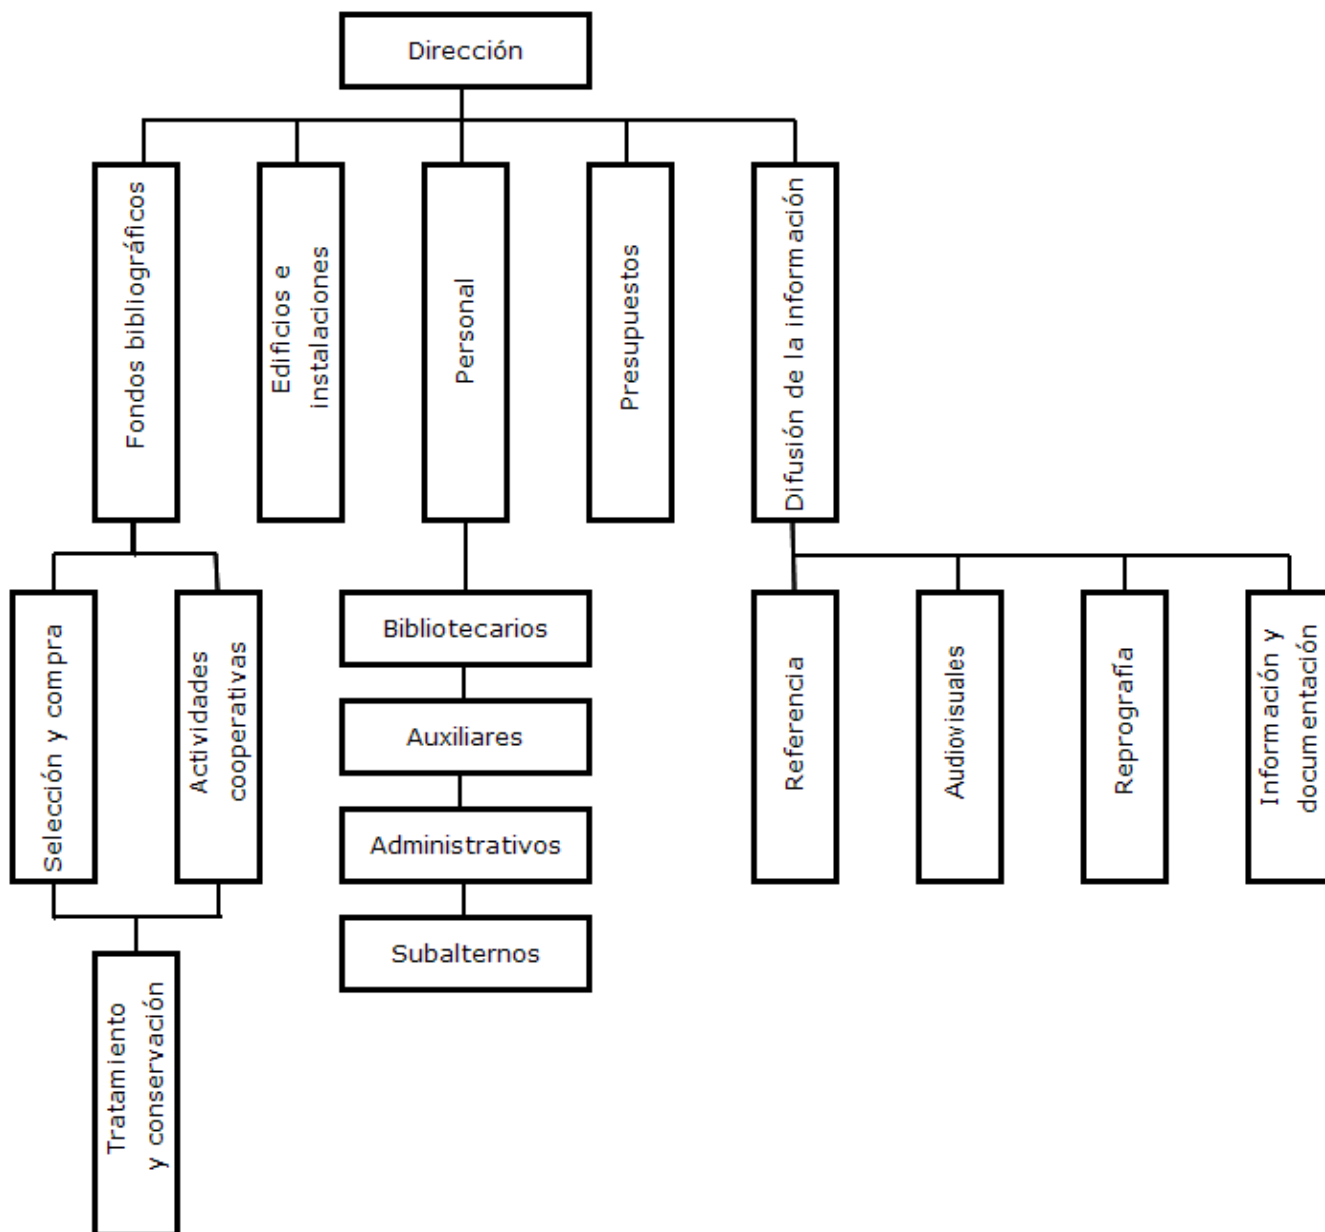 Dirección
Fondos bibliográficos
Edificios e
instalaciones
Personal
Presupuestos
Difusión de la información
Selección y compra
Actividades
cooperativas
Bibliotecarios
Auxiliares
Administrativos
Subalternos
Referencia
Audiovisuales
Reprografía
Información y
documentación
Tratamiento
y conservación